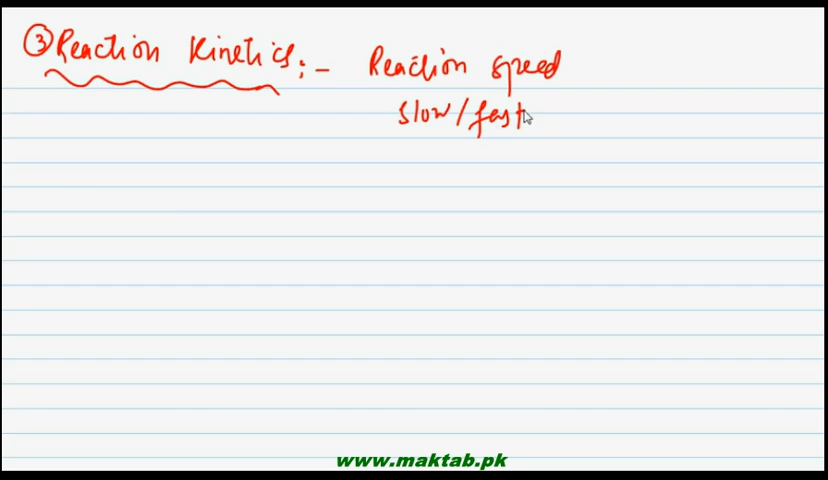 ③ Reaction Kinetics :- Reaction speed
slow/fast
www.maktab.pk